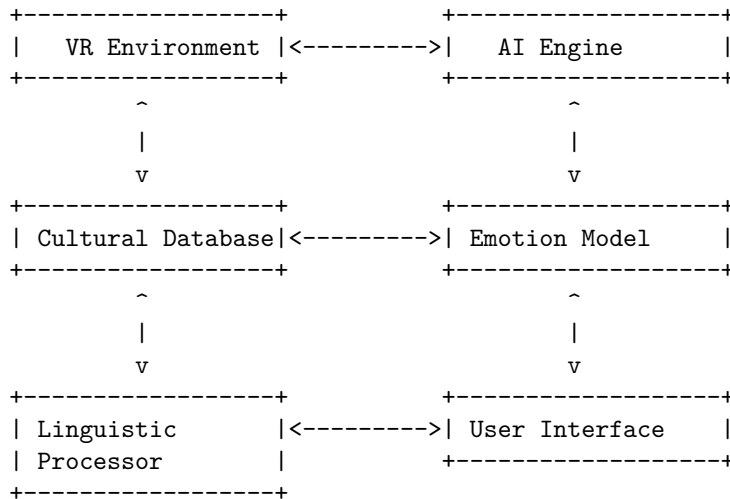 VR Environment
AI Engine
Cultural Database
Emotion Model
Linguistic
Processor
User Interface